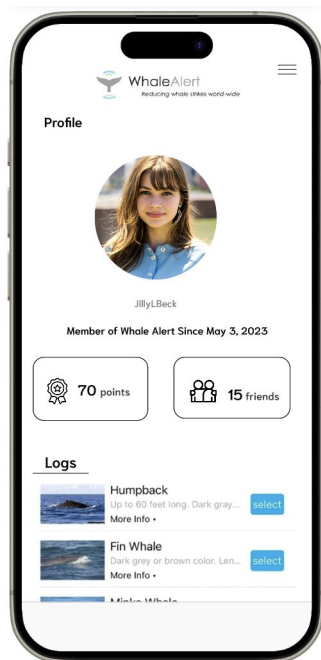 WhaleAlert
Reducing whale strikes world-wide
Profile
JillyLBeck
Member of Whale Alert Since May 3, 2023
70 points
15 friends
Logs
Humpback
Up to 60 feet long. Dark gray...
select
More Info •
Fin Whale
Dark grey or brown color. Len...
select
More Info •
Minke Whale